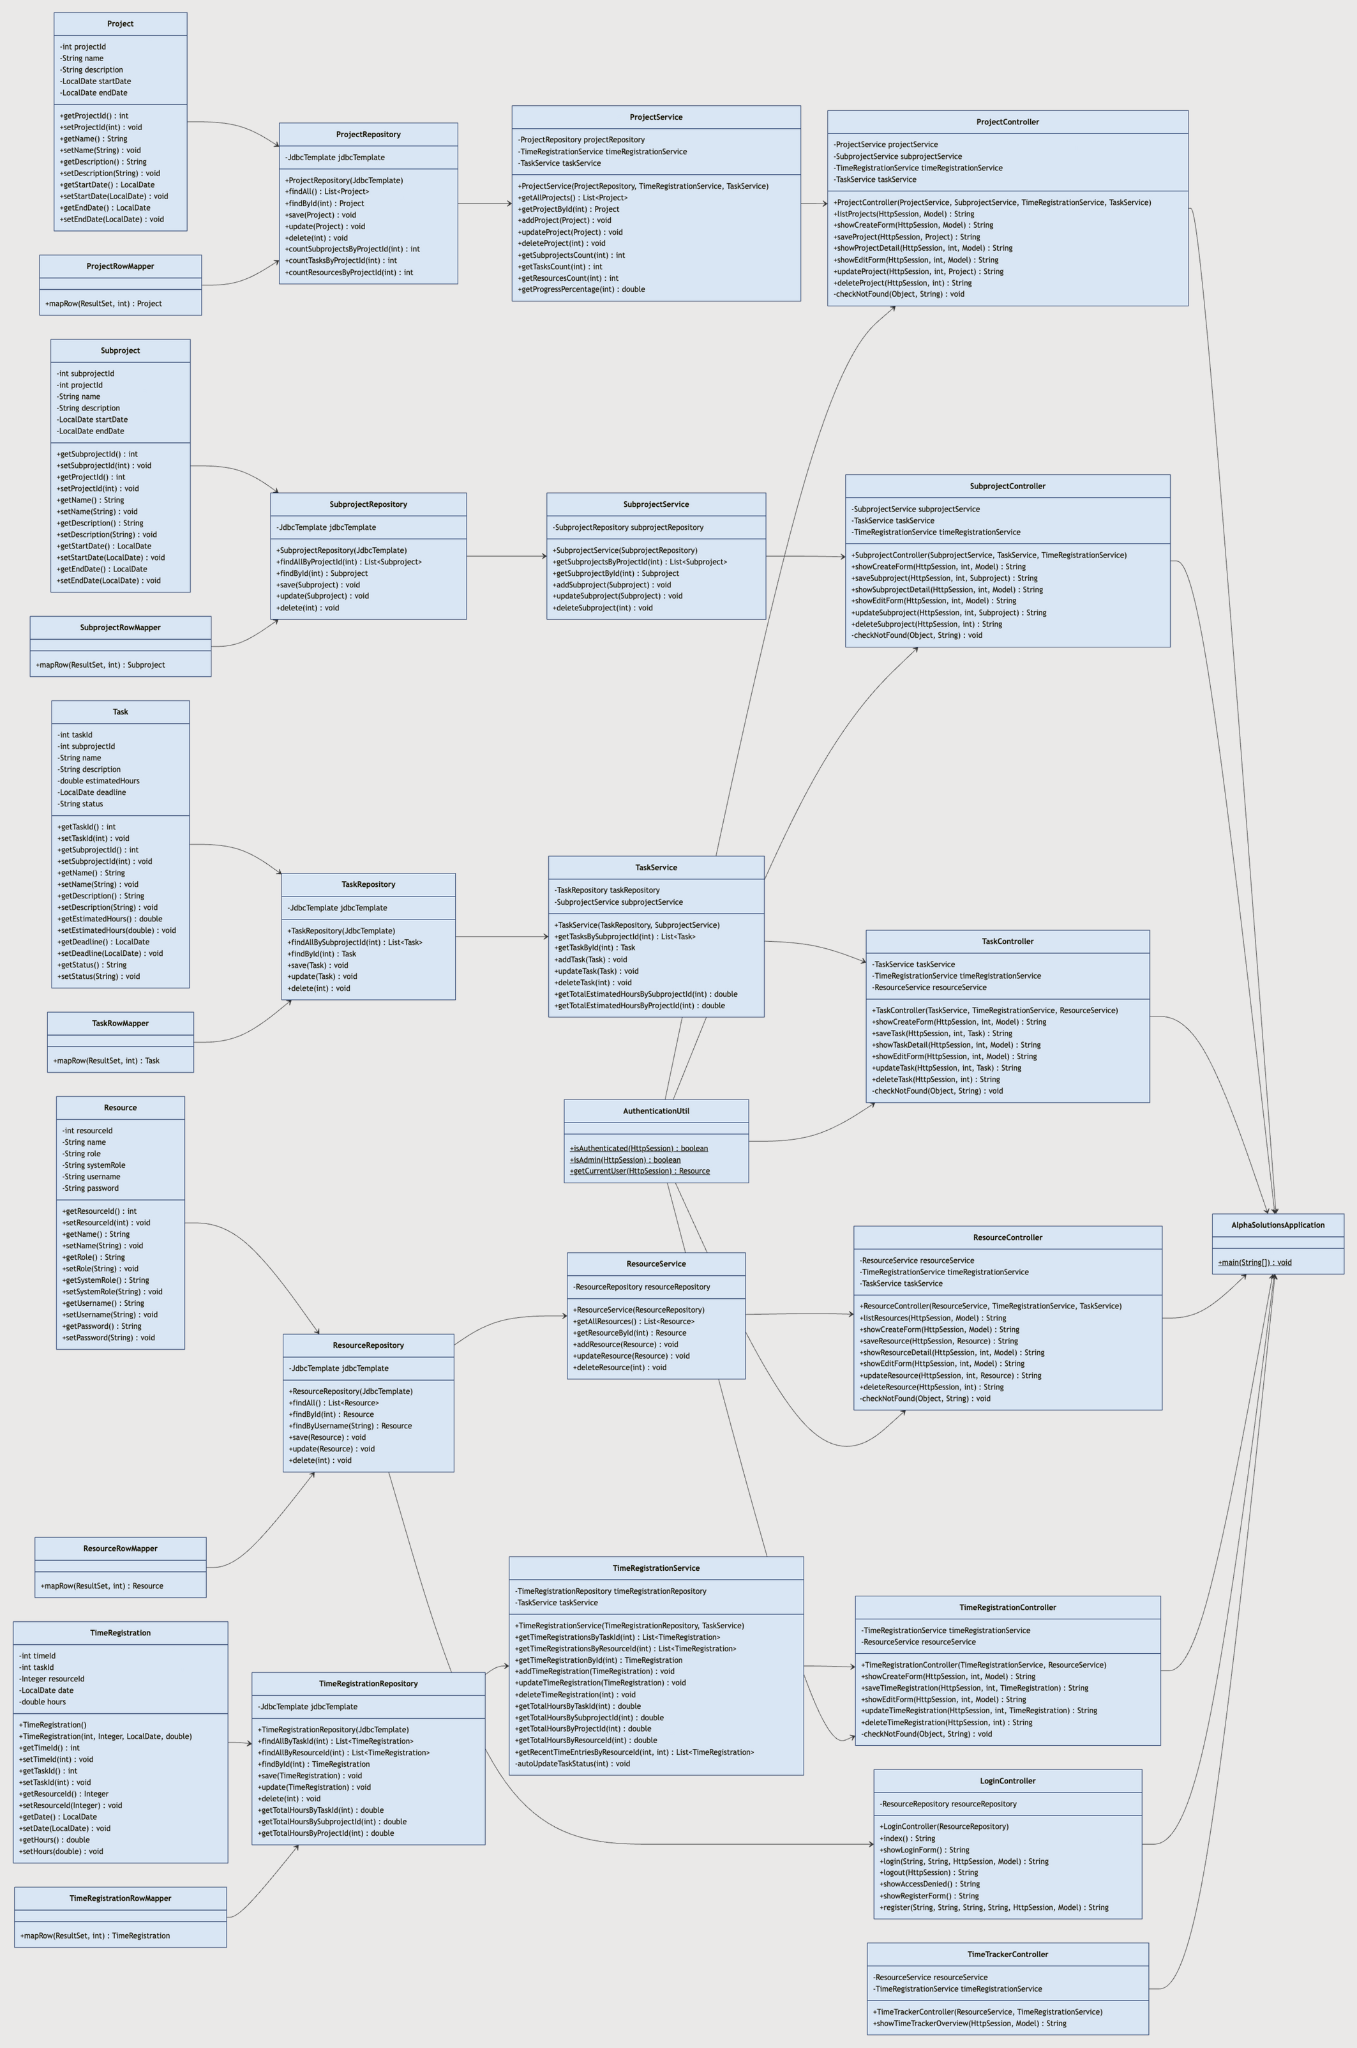 Project
-int projectId
-String name
-String description
-LocalDate startDate
-LocalDate endDate
+getProjectId() : int
+setProjectId(int) : void
+getName() : String
+setName(String) : void
+getDescription() : String
+setDescription(String) : void
+getStartDate() : LocalDate
+setStartDate(LocalDate) : void
+getEndDate() : LocalDate
+setEndDate(LocalDate) : void
ProjectRowMapper
+mapRow(ResultSet, int) : Project
ProjectRepository
-JdbcTemplate jdbcTemplate
+ProjectRepository(JdbcTemplate)
+findAll() : List<Project>
+findById(int) : Project
+save(Project) : void
+update(Project) : void
+delete(int) : void
+countSubprojectsByProjectId(int) : int
+countTasksByProjectId(int) : int
+countResourcesByProjectId(int) : int
ProjectService
-ProjectRepository projectRepository
-TimeRegistrationService timeRegistrationService
-TaskService taskService
+ProjectService(ProjectRepository, TimeRegistrationService, TaskService)
+getAllProjects() : List<Project>
+getProjectById(int) : Project
+addProject(Project) : void
+updateProject(Project) : void
+deleteProject(int) : void
+getSubprojectsCount(int) : int
+getTasksCount(int) : int
+getResourcesCount(int) : int
+getProgressPercentage(int) : double
ProjectController
-ProjectService projectService
-SubprojectService subprojectService
-TimeRegistrationService timeRegistrationService
-TaskService taskService
+ProjectController(ProjectService, SubprojectService, TimeRegistrationService, TaskService)
+listProjects(HttpSession, Model) : String
+showCreateForm(HttpSession, Model) : String
+saveProject(HttpSession, Project) : String
+showProjectDetail(HttpSession, int, Model) : String
+showEditForm(HttpSession, int, Model) : String
+updateProject(HttpSession, int, Project) : String
+deleteProject(HttpSession, Int) : String
-checkNotFound(Object, String) : void
Subproject
-int subprojectId
-int projectId
-String name
-String description
-LocalDate startDate
-LocalDate endDate
+getSubprojectId() : int
+setSubprojectId(int) : void
+getProjectId() : int
+setProjectId(int) : void
+getName() : String
+setName(String) : void
+getDescription() : String
+setDescription(String) : void
+getStartDate() : LocalDate
+setStartDate(LocalDate) : void
+getEndDate() : LocalDate
+setEndDate(LocalDate) : void
SubprojectRowMapper
+mapRow(ResultSet, int) : Subproject
SubprojectRepository
-JdbcTemplate jdbcTemplate
+SubprojectRepository(JdbcTemplate)
+findAllByProjectId(int) : List<Subproject>
+findById(int) : Subproject
+save(Subproject) : void
+update(Subproject) : void
+delete(int) : void
SubprojectService
-SubprojectRepository subprojectRepository
+SubprojectService(SubprojectRepository)
+getSubprojectsByProjectId(int) : List<Subproject>
+getSubprojectById(int) : Subproject
+addSubproject(Subproject) : void
+updateSubproject(Subproject) : void
+deleteSubproject(int) : void
SubprojectController
-SubprojectService subprojectService
-TaskService taskService
-TimeRegistrationService timeRegistrationService
+SubprojectController(SubprojectService, TaskService, TimeRegistrationService)
+showCreateForm(HttpSession, int, Model) : String
+saveSubproject(HttpSession, int, Subproject) : String
+showSubprojectDetail(HttpSession, int, Model) : String
+showEditForm(HttpSession, int, Model) : String
+updateSubproject(HttpSession, int, Subproject) : String
+deleteSubproject(HttpSession, int) : String
-checkNotFound(Object, String) : void
Task
-int taskId
-int subprojectId
-String name
-String description
-double estimatedHours
-LocalDate deadline
-String status
+getTaskId() : int
+setTaskId(int) : void
+getSubprojectId() : int
+setSubprojectId(int) : void
+getName() : String
+setName(String) : void
+getDescription() : String
+setDescription(String) : void
+getEstimatedHours() : double
+setEstimatedHours(double) : void
+getDeadline() : LocalDate
+setDeadline(LocalDate) : void
+getStatus() : String
+setStatus(String) : void
TaskRowMapper
+mapRow(ResultSet, int) : Task
TaskRepository
-JdbcTemplate jdbcTemplate
+TaskRepository(JdbcTemplate)
+findAllBySubprojectId(int) : List<Task>
+findById(int) : Task
+save(Task) : void
+update(Task) : void
+delete(int) : void
TaskService
-TaskRepository taskRepository
-SubprojectService subprojectService
+TaskService(TaskRepository, SubprojectService)
+getTasksBySubprojectId(int) : List<Task>
+getTaskById(int) : Task
+addTask(Task) : void
+updateTask(Task) : void
+deleteTask(int) : void
+getTotalEstimatedHoursBySubprojectId(int) : double
+getTotalEstimatedHoursByProjectId(int) : double
TaskController
-TaskService taskService
-TimeRegistrationService timeRegistrationService
-ResourceService resourceService
+TaskController(TaskService, TimeRegistrationService, ResourceService)
+showCreateForm(HttpSession, int, Model) : String
+saveTask(HttpSession, int, Task) : String
+showTaskDetail(HttpSession, int, Model) : String
+showEditForm(HttpSession, int, Model) : String
+updateTask(HttpSession, int, Task) : String
+deleteTask(HttpSession, int) : String
-checkNotFound(Object, String) : void
AuthenticationUtil
+isAuthenticated(HttpSession) : boolean
+isAdmin(HttpSession) : boolean
+getCurrentUser(HttpSession) : Resource
Resource
-int resourceId
-String name
-String role
-String systemRole
-String username
-String password
+getResourceId() : int
+setResourceId(int) : void
+getName() : String
+setName(String) : void
+getRole() : String
+setRole(String) : void
+getSystemRole() : String
+setSystemRole(String) : void
+getUsername() : String
+setUsername(String) : void
+getPassword() : String
+setPassword(String) : void
ResourceRowMapper
+mapRow(ResultSet, int) : Resource
ResourceRepository
-JdbcTemplate jdbcTemplate
+ResourceRepository(JdbcTemplate)
+findAll() : List<Resource>
+findById(int) : Resource
+findByUsername(String) : Resource
+save(Resource) : void
+update(Resource) : void
+delete(int) : void
ResourceService
-ResourceRepository resourceRepository
+ResourceService(ResourceRepository)
+getAllResources() : List<Resource>
+getResourceById(int) : Resource
+addResource(Resource) : void
+updateResource(Resource) : void
+deleteResource(int) : void
ResourceController
-ResourceService resourceService
-TimeRegistrationService timeRegistrationService
-TaskService taskService
+ResourceController(ResourceService, TimeRegistrationService, TaskService)
+listResources(HttpSession, Model) : String
+showCreateForm(HttpSession, Model) : String
+saveResource(HttpSession, Resource) : String
+showResourceDetail(HttpSession, int, Model) : String
+showEditForm(HttpSession, int, Model) : String
+updateResource(HttpSession, int, Resource) : String
+deleteResource(HttpSession, int) : String
-checkNotFound(Object, String) : void
AlphaSolutionsApplication
+main(String[]) : void
TimeRegistration
-int timeId
-int taskId
-Integer resourceId
-LocalDate date
-double hours
+TimeRegistration()
+TimeRegistration(int, Integer, LocalDate, double)
+getTimeId() : int
+setTimeId(int) : void
+getTaskId() : int
+setTaskId(int) : void
+getResourceId() : Integer
+setResourceId(Integer) : void
+getDate() : LocalDate
+setDate(LocalDate) : void
+getHours() : double
+setHours(double) : void
TimeRegistrationRowMapper
+mapRow(ResultSet, int) : TimeRegistration
TimeRegistrationRepository
-JdbcTemplate jdbcTemplate
+TimeRegistrationRepository(JdbcTemplate)
+findAllByTaskId(int) : List<TimeRegistration>
+findAllByResourceId(int) : List<TimeRegistration>
+findById(int) : TimeRegistration
+save(TimeRegistration) : void
+update(TimeRegistration) : void
+delete(int) : void
+getTotalHoursByTaskId(int) : double
+getTotalHoursBySubprojectId(int) : double
+getTotalHoursByProjectId(int) : double
TimeRegistrationService
-TimeRegistrationRepository timeRegistrationRepository
-TaskService taskService
+TimeRegistrationService(TimeRegistrationRepository, TaskService)
+getTimeRegistrationsByTaskId(int) : List<TimeRegistration>
+getTimeRegistrationsByResourceId(int) : List<TimeRegistration>
+getTimeRegistrationById(int) : TimeRegistration
+addTimeRegistration(TimeRegistration) : void
+updateTimeRegistration(TimeRegistration) : void
+deleteTimeRegistration(int) : void
+getTotalHoursByTaskId(int) : double
+getTotalHoursBySubprojectId(int) : double
+getTotalHoursByProjectId(int) : double
+getTotalHoursByResourceId(int) : double
+getRecentTimeEntriesByResourceId(int, int) : List<TimeRegistration>
-autoUpdateTaskStatus(int) : void
TimeRegistrationController
-TimeRegistrationService timeRegistrationService
-ResourceService resourceService
+TimeRegistrationController(TimeRegistrationService, ResourceService)
+showCreateForm(HttpSession, int, Model) : String
+saveTimeRegistration(HttpSession, int, TimeRegistration) : String
+showEditForm(HttpSession, int, Model) : String
+updateTimeRegistration(HttpSession, int, TimeRegistration) : String
+deleteTimeRegistration(HttpSession, int) : String
-checkNotFound(Object, String) : void
LoginController
-ResourceRepository resourceRepository
+LoginController(ResourceRepository)
+index() : String
+showLoginForm() : String
+login(String, String, HttpSession, Model) : String
+logout(HttpSession) : String
+showAccessDenied() : String
+showRegisterForm() : String
+register(String, String, String, String, HttpSession, Model) : String
TimeTrackerController
-ResourceService resourceService
-TimeRegistrationService timeRegistrationService
+TimeTrackerController(ResourceService, TimeRegistrationService)
+showTimeTrackerOverview(HttpSession, Model) : String